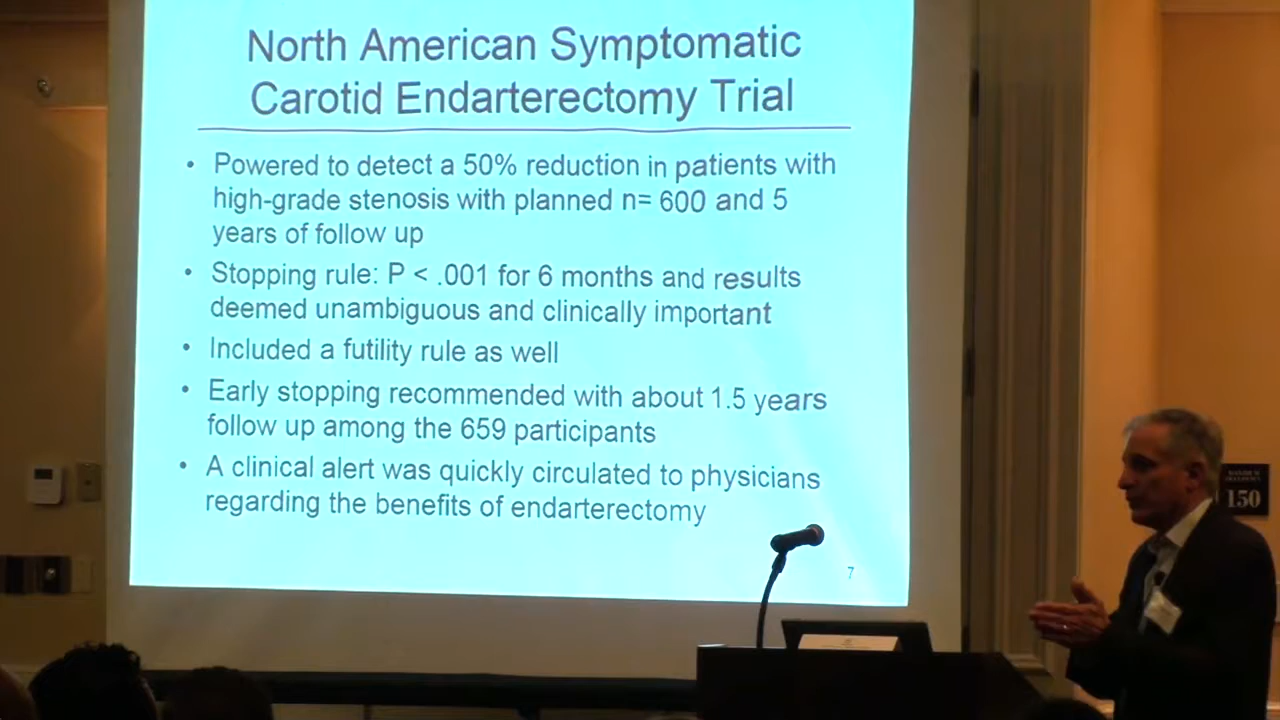 North American Symptomatic
Carotid Endarterectomy Trial
• Powered to detect a 50% reduction in patients with
high-grade stenosis with planned n= 600 and 5
years of follow up
• Stopping rule: P < .001 for 6 months and results
deemed unambiguous and clinically important
• Included a futility rule as well
• Early stopping recommended with about 1.5 years
follow up among the 659 participants
• A clinical alert was quickly circulated to physicians
regarding the benefits of endarterectomy
7
150